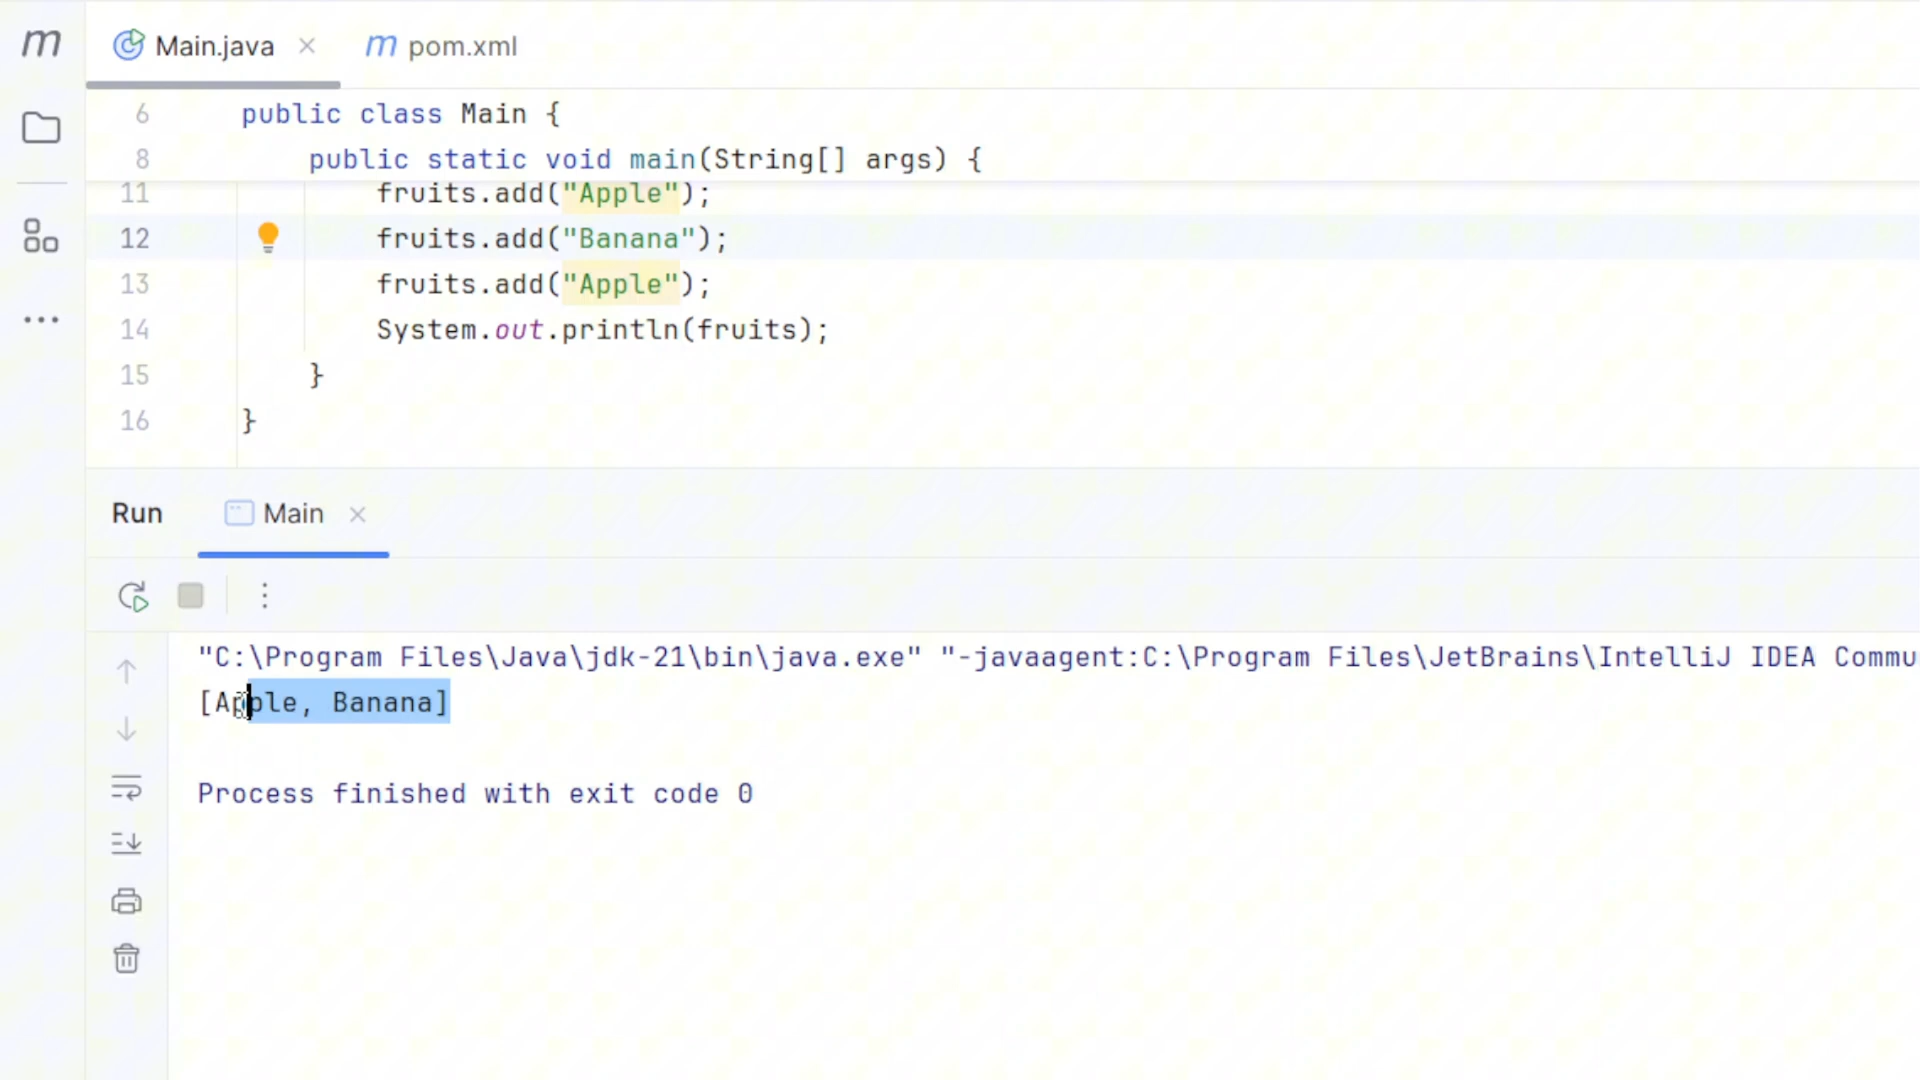 m Main.java × m pom.xml
6 public class Main {
8 public static void main(String[] args) {
11 fruits.add("Apple");
12 fruits.add("Banana");
13 fruits.add("Apple");
14 System.out.println(fruits);
15 }
16 }
Run Main ×
"C:\Program Files\Java\jdk-21\bin\java.exe" "-javaagent:C:\Program Files\JetBrains\IntelliJ IDEA Commu
[Apple, Banana]
Process finished with exit code 0